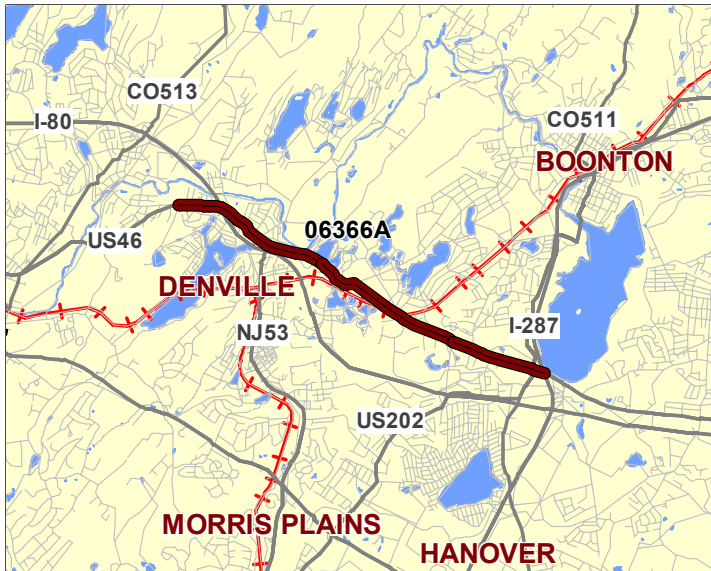 CO513
I-80
CO511
BOONTON
06366A
US46
DENVILLE
I-287
NJ53
US202
MORRIS PLAINS
HANOVER